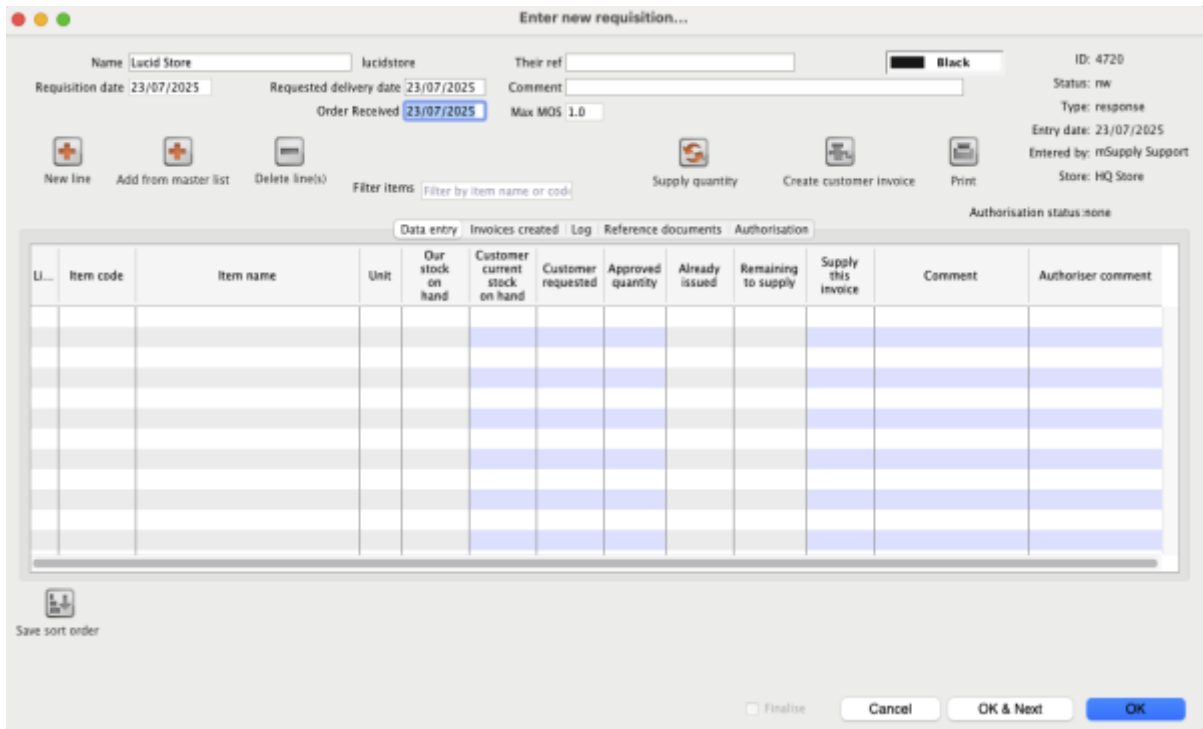 Enter new requisition...
Name Lucid Store lucidstore Their ref Black ID: 4720
Requisition date 23/07/2025 Requested delivery date 23/07/2025 Comment Status: nw
Order Received 23/07/2025 Max MOS 1.0 Type: response
Entry date: 23/07/2025
Entered by: mSupply Support
New line Add from master list Delete line(s) Filter items Filter by item name or code Supply quantity Create customer invoice Print Store: HQ Store
Authorisation status:none
Data entry Invoices created Log Reference documents Authorisation
Li... Item code Item name Unit Our stock on hand Customer current stock on hand Customer requested Approved quantity Already issued Remaining to supply Supply this invoice Comment Authoriser comment
Save sort order
Finalise Cancel OK & Next OK